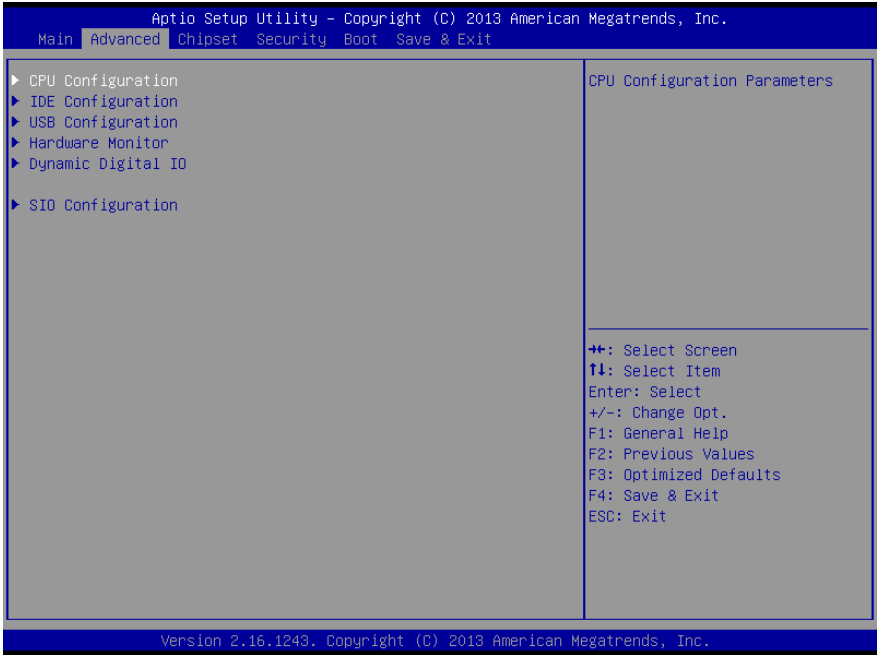 Aptio Setup Utility – Copyright (C) 2013 American Megatrends, Inc.
Main Advanced Chipset Security Boot Save & Exit
▶ CPU Configuration
▶ IDE Configuration
▶ USB Configuration
▶ Hardware Monitor
▶ Dynamic Digital IO
▶ SIO Configuration
CPU Configuration Parameters
→←: Select Screen
↑↓: Select Item
Enter: Select
+/-: Change Opt.
F1: General Help
F2: Previous Values
F3: Optimized Defaults
F4: Save & Exit
ESC: Exit
Version 2.16.1243. Copyright (C) 2013 American Megatrends, Inc.